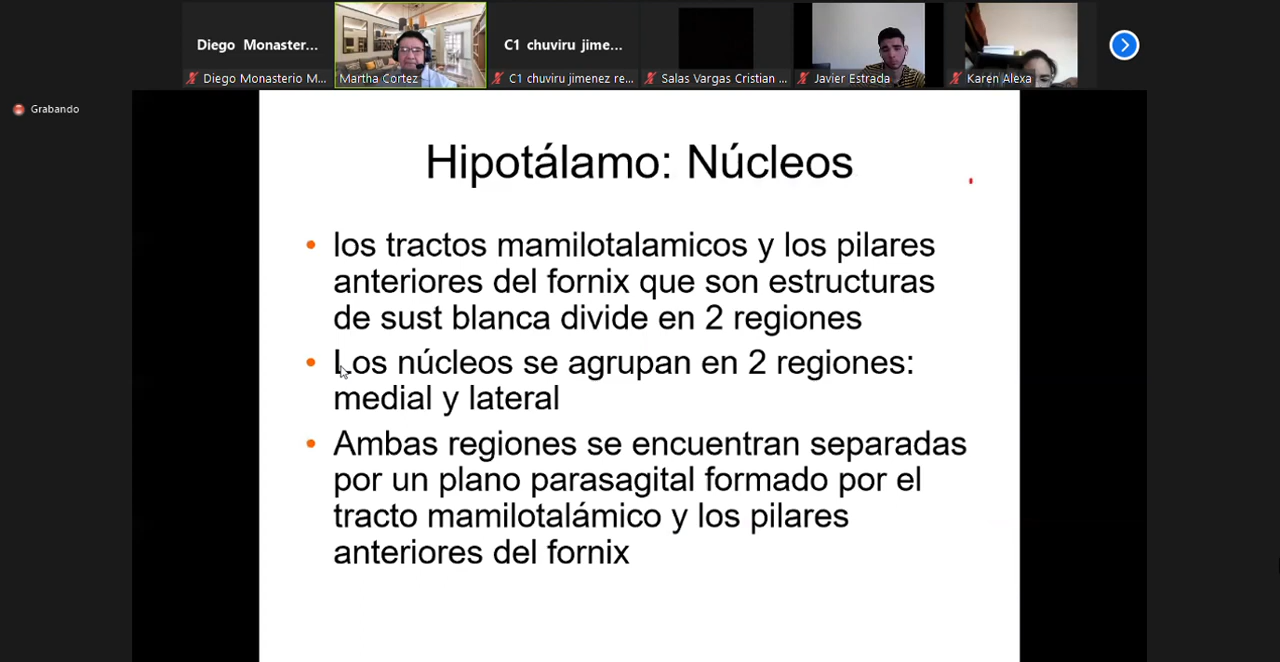 Diego Monaster...
C1 chuviru jime...
Diego Monasterio M...
Martha Cortez
C1 chuviru jimenez re...
Salas Vargas Cristian ...
Javier Estrada
Karen Alexa
Grabando
Hipotálamo: Núcleos
• los tractos mamilotalamicos y los pilares
anteriores del fornix que son estructuras
de sust blanca divide en 2 regiones
• Los núcleos se agrupan en 2 regiones:
medial y lateral
• Ambas regiones se encuentran separadas
por un plano parasagital formado por el
tracto mamilotalámico y los pilares
anteriores del fornix